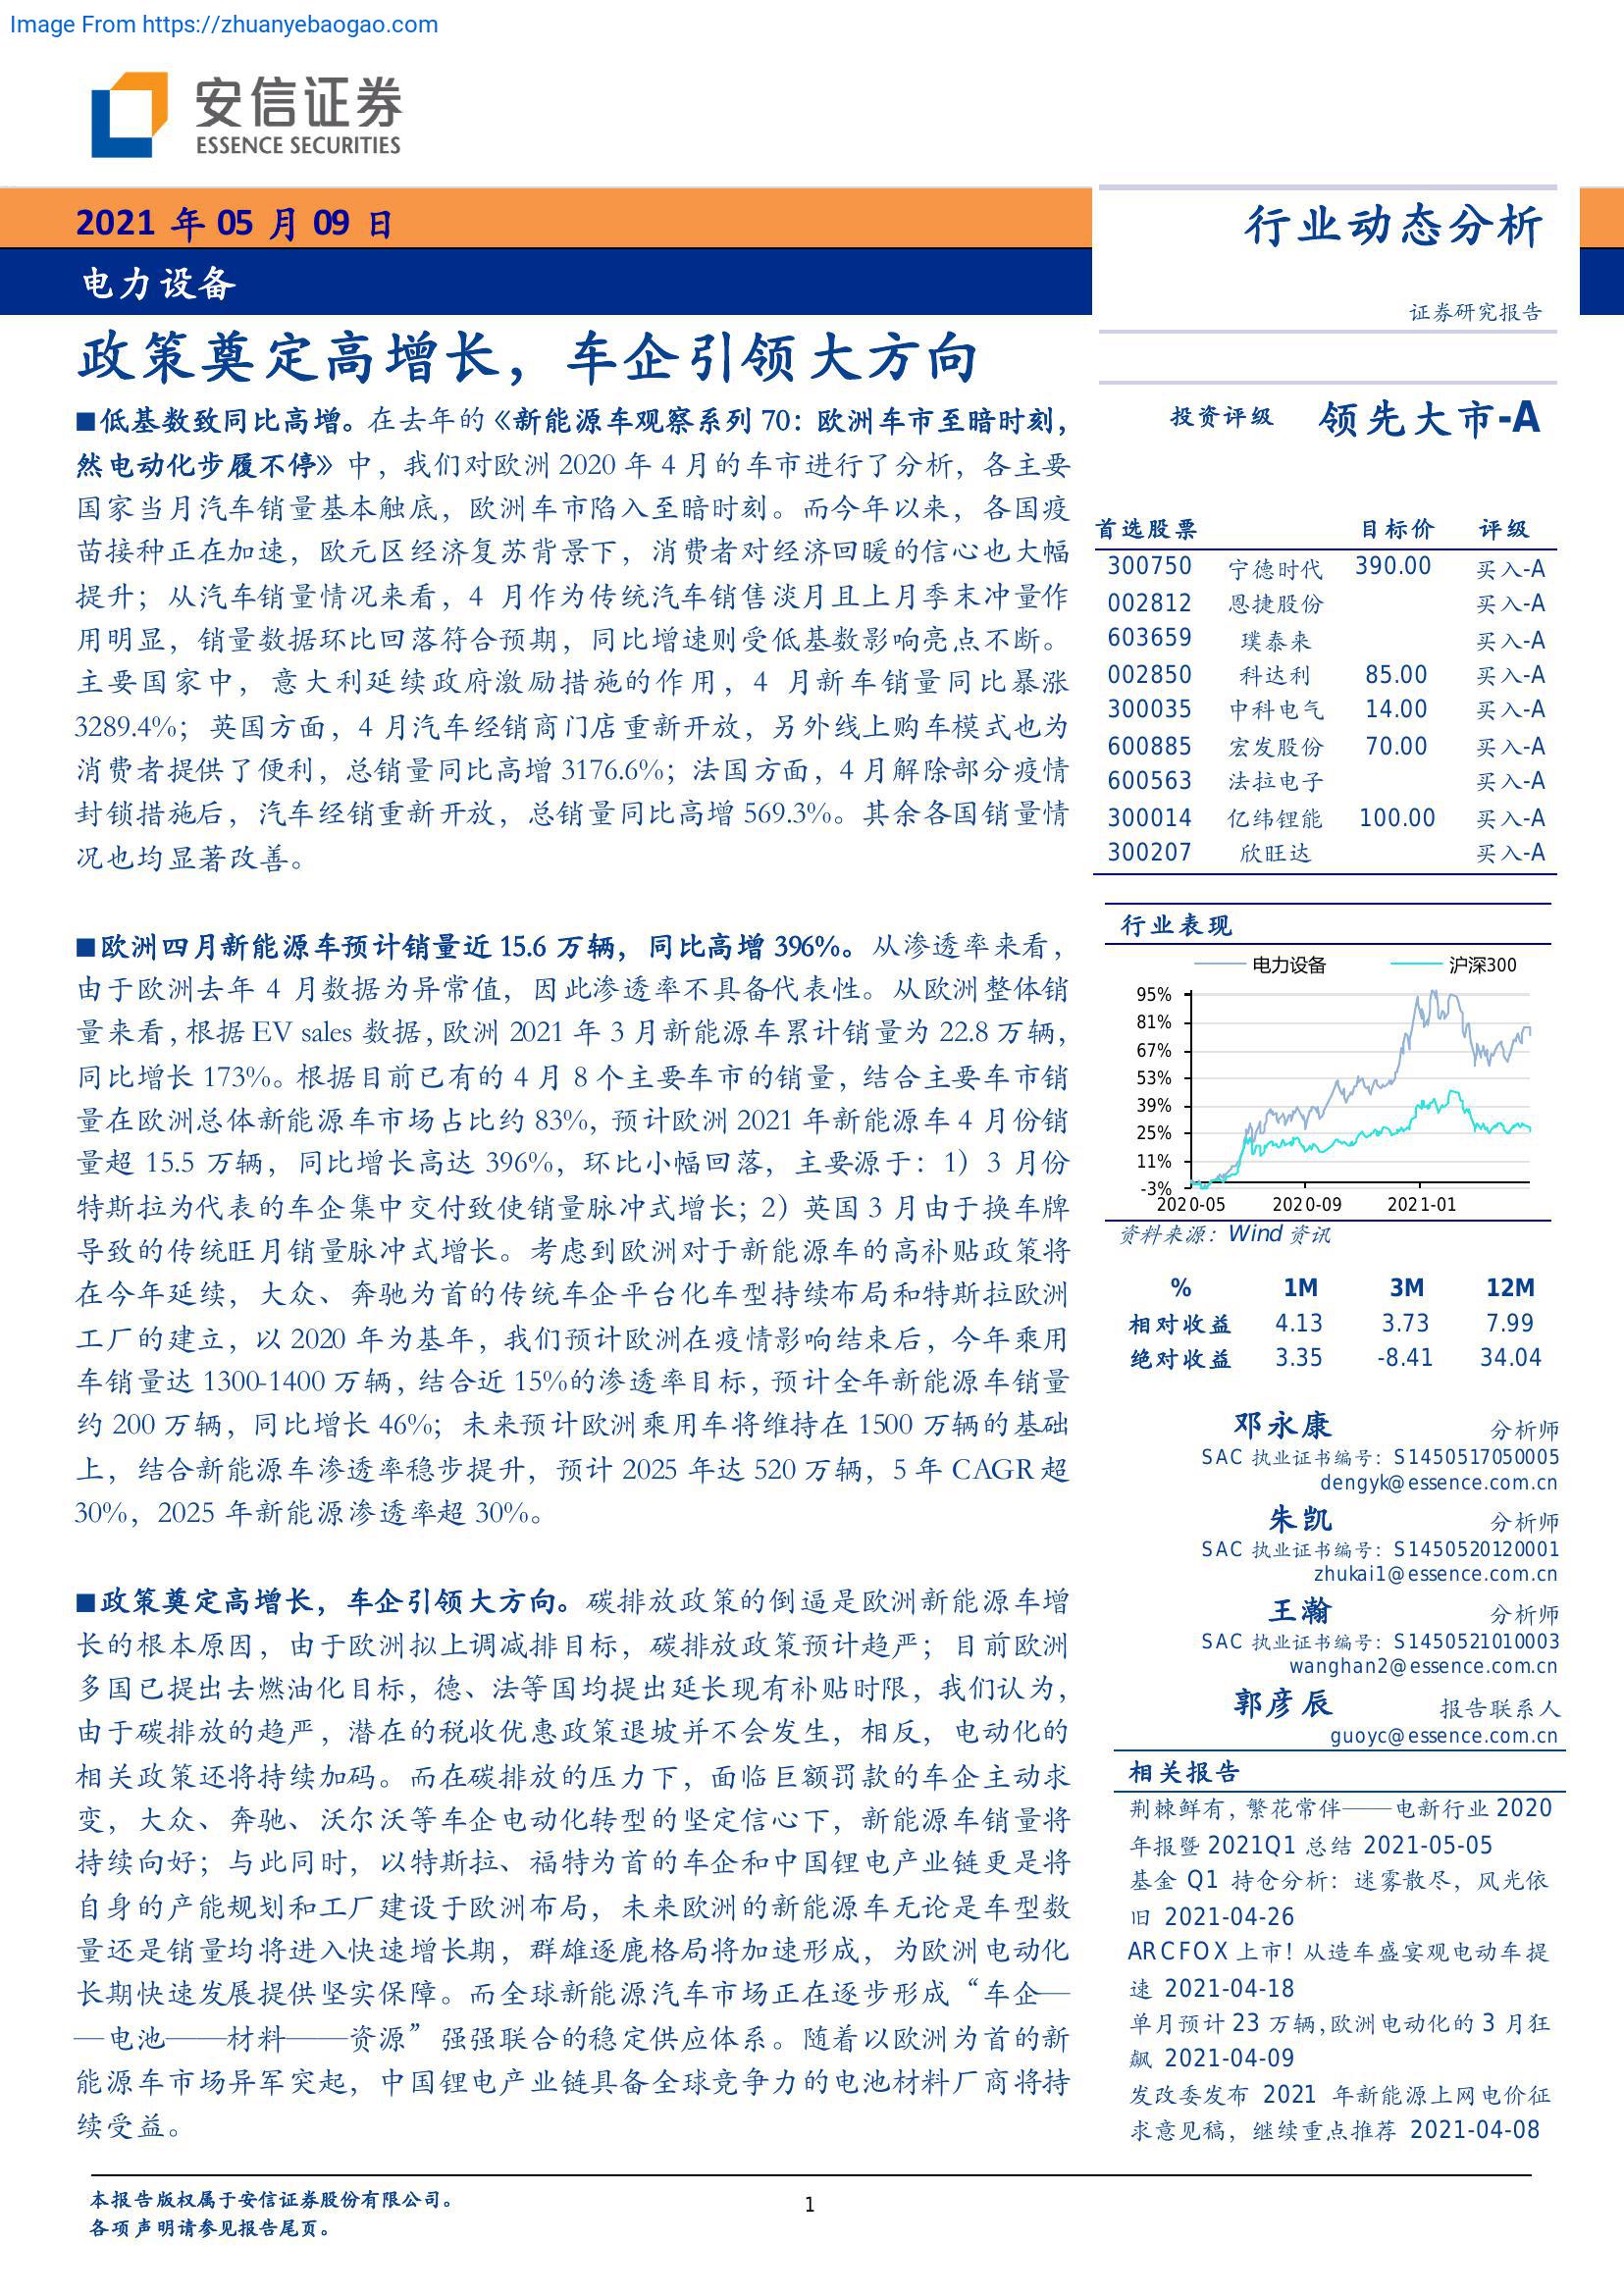 Image From https://zhuanyebaogao.com
安信证券
ESSENCE SECURITIES
2021 年 05 月 09 日
电力设备
政策奠定高增长，车企引领大方向
■低基数致同比高增。在去年的《新能源车观察系列 70：欧洲车市至暗时刻，
然电动化步履不停》中，我们对欧洲 2020 年 4 月的车市进行了分析，各主要
国家当月汽车销量基本触底，欧洲车市陷入至暗时刻。而今年以来，各国疫
苗接种正在加速，欧元区经济复苏背景下，消费者对经济回暖的信心也大幅
提升；从汽车销量情况来看，4 月作为传统汽车销售淡月且上月季末冲量作
用明显，销量数据环比回落符合预期，同比增速则受低基数影响亮点不断。
主要国家中，意大利延续政府激励措施的作用，4 月新车销量同比暴涨
3289.4%；英国方面，4 月汽车经销商门店重新开放，另外线上购车模式也为
消费者提供了便利，总销量同比高增 3176.6%；法国方面，4 月解除部分疫情
封锁措施后，汽车经销重新开放，总销量同比高增 569.3%。其余各国销量情
况也均显著改善。
■欧洲四月新能源车预计销量近 15.6 万辆，同比高增 396%。从渗透率来看，
由于欧洲去年 4 月数据为异常值，因此渗透率不具备代表性。从欧洲整体销
量来看，根据 EV sales 数据，欧洲 2021 年 3 月新能源车累计销量为 22.8 万辆，
同比增长 173%。根据目前已有的 4 月 8 个主要车市的销量，结合主要车市销
量在欧洲总体新能源车市场占比约 83%，预计欧洲 2021 年新能源车 4 月份销
量超 15.5 万辆，同比增长高达 396%，环比小幅回落，主要源于：1）3 月份
特斯拉为代表的车企集中交付致使销量脉冲式增长；2）英国 3 月由于换车牌
导致的传统旺月销量脉冲式增长。考虑到欧洲对于新能源车的高补贴政策将
在今年延续，大众、奔驰为首的传统车企平台化车型持续布局和特斯拉欧洲
工厂的建立，以 2020 年为基年，我们预计欧洲在疫情影响结束后，今年乘用
车销量达 1300-1400 万辆，结合近 15%的渗透率目标，预计全年新能源车销量
约 200 万辆，同比增长 46%；未来预计欧洲乘用车将维持在 1500 万辆的基础
上，结合新能源车渗透率稳步提升，预计 2025 年达 520 万辆，5 年 CAGR 超
30%，2025 年新能源渗透率超 30%。
■政策奠定高增长，车企引领大方向。碳排放政策的倒逼是欧洲新能源车增
长的根本原因，由于欧洲拟上调减排目标，碳排放政策预计趋严；目前欧洲
多国已提出去燃油化目标，德、法等国均提出延长现有补贴时限，我们认为，
由于碳排放的趋严，潜在的税收优惠政策退坡并不会发生，相反，电动化的
相关政策还将持续加码。而在碳排放的压力下，面临巨额罚款的车企主动求
变，大众、奔驰、沃尔沃等车企电动化转型的坚定信心下，新能源车销量将
持续向好；与此同时，以特斯拉、福特为首的车企和中国锂电产业链更是将
自身的产能规划和工厂建设于欧洲布局，未来欧洲的新能源车无论是车型数
量还是销量均将进入快速增长期，群雄逐鹿格局将加速形成，为欧洲电动化
长期快速发展提供坚实保障。而全球新能源汽车市场正在逐步形成“车企—
—电池——材料——资源”强强联合的稳定供应体系。随着以欧洲为首的新
能源车市场异军突起，中国锂电产业链具备全球竞争力的电池材料厂商将持
续受益。
行业动态分析
证券研究报告
投资评级 领先大市-A
首选股票 目标价 评级
300750 宁德时代 390.00 买入-A
002812 恩捷股份 买入-A
603659 璞泰来 买入-A
002850 科达利 85.00 买入-A
300035 中科电气 14.00 买入-A
600885 宏发股份 70.00 买入-A
600563 法拉电子 买入-A
300014 亿纬锂能 100.00 买入-A
300207 欣旺达 买入-A
行业表现
电力设备 沪深300
95%
81%
67%
53%
39%
25%
11%
-3%
2020-05 2020-09 2021-01
资料来源：Wind 资讯
% 1M 3M 12M
相对收益 4.13 3.73 7.99
绝对收益 3.35 -8.41 34.04
邓永康 分析师
SAC 执业证书编号：S1450517050005
dengyk@essence.com.cn
朱凯 分析师
SAC 执业证书编号：S1450520120001
zhukai1@essence.com.cn
王瀚 分析师
SAC 执业证书编号：S1450521010003
wanghan2@essence.com.cn
郭彦辰 报告联系人
guoyc@essence.com.cn
相关报告
荆棘鲜有，繁花常伴——电新行业 2020
年报暨 2021Q1 总结 2021-05-05
基金 Q1 持仓分析：迷雾散尽，风光依
旧 2021-04-26
ARCFOX 上市！从造车盛宴观电动车提
速 2021-04-18
单月预计 23 万辆，欧洲电动化的 3 月狂
飙 2021-04-09
发改委发布 2021 年新能源上网电价征
求意见稿，继续重点推荐 2021-04-08
本报告版权属于安信证券股份有限公司。
各项声明请参见报告尾页。
1